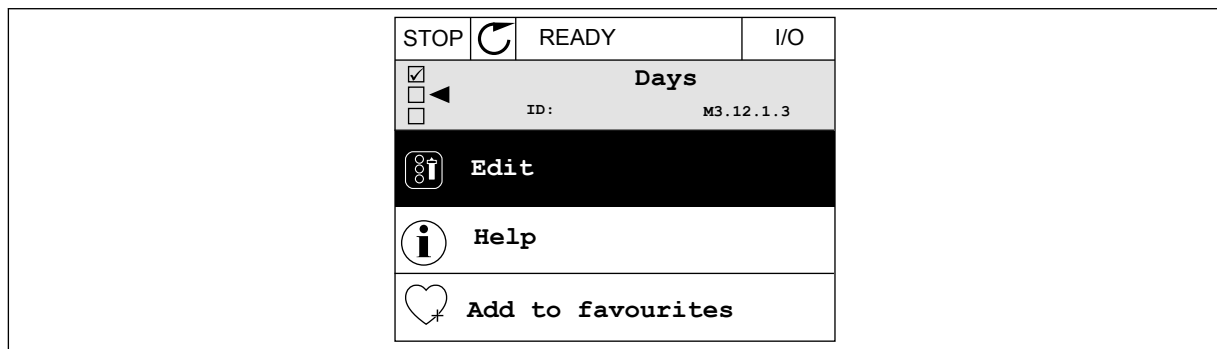 STOP READY I/O
Days
ID: M3.12.1.3
Edit
Help
Add to favourites